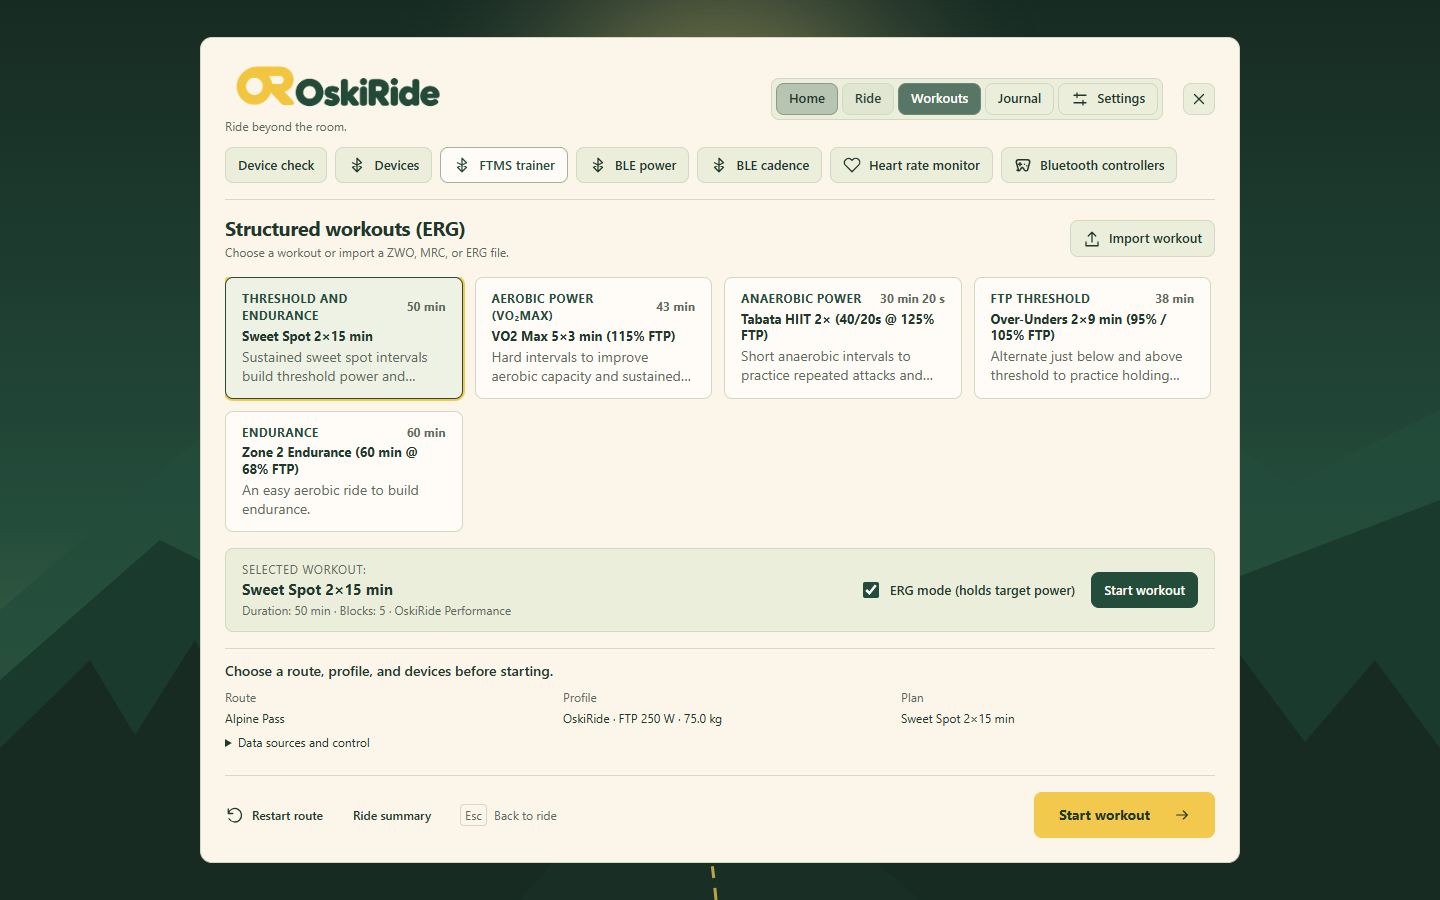 OR OskiRide
Ride beyond the room.
Home
Ride
Workouts
Journal
Settings
Device check
Devices
FTMS trainer
BLE power
BLE cadence
Heart rate monitor
Bluetooth controllers
Structured workouts (ERG)
Choose a workout or import a ZWO, MRC, or ERG file.
Import workout
THRESHOLD AND
ENDURANCE
50 min
Sweet Spot 2×15 min
Sustained sweet spot intervals
build threshold power and...
AEROBIC POWER
(VO₂MAX)
43 min
VO2 Max 5×3 min (115% FTP)
Hard intervals to improve
aerobic capacity and sustained...
ANAEROBIC POWER
30 min 20 s
Tabata HIIT 2× (40/20s @ 125%
FTP)
Short anaerobic intervals to
practice repeated attacks and...
FTP THRESHOLD
38 min
Over-Unders 2×9 min (95% /
105% FTP)
Alternate just below and above
threshold to practice holding...
ENDURANCE
60 min
Zone 2 Endurance (60 min @
68% FTP)
An easy aerobic ride to build
endurance.
SELECTED WORKOUT:
Sweet Spot 2×15 min
Duration: 50 min · Blocks: 5 · OskiRide Performance
ERG mode (holds target power)
Start workout
Choose a route, profile, and devices before starting.
Route
Alpine Pass
Profile
OskiRide · FTP 250 W · 75.0 kg
Plan
Sweet Spot 2×15 min
Data sources and control
Restart route
Ride summary
Esc Back to ride
Start workout